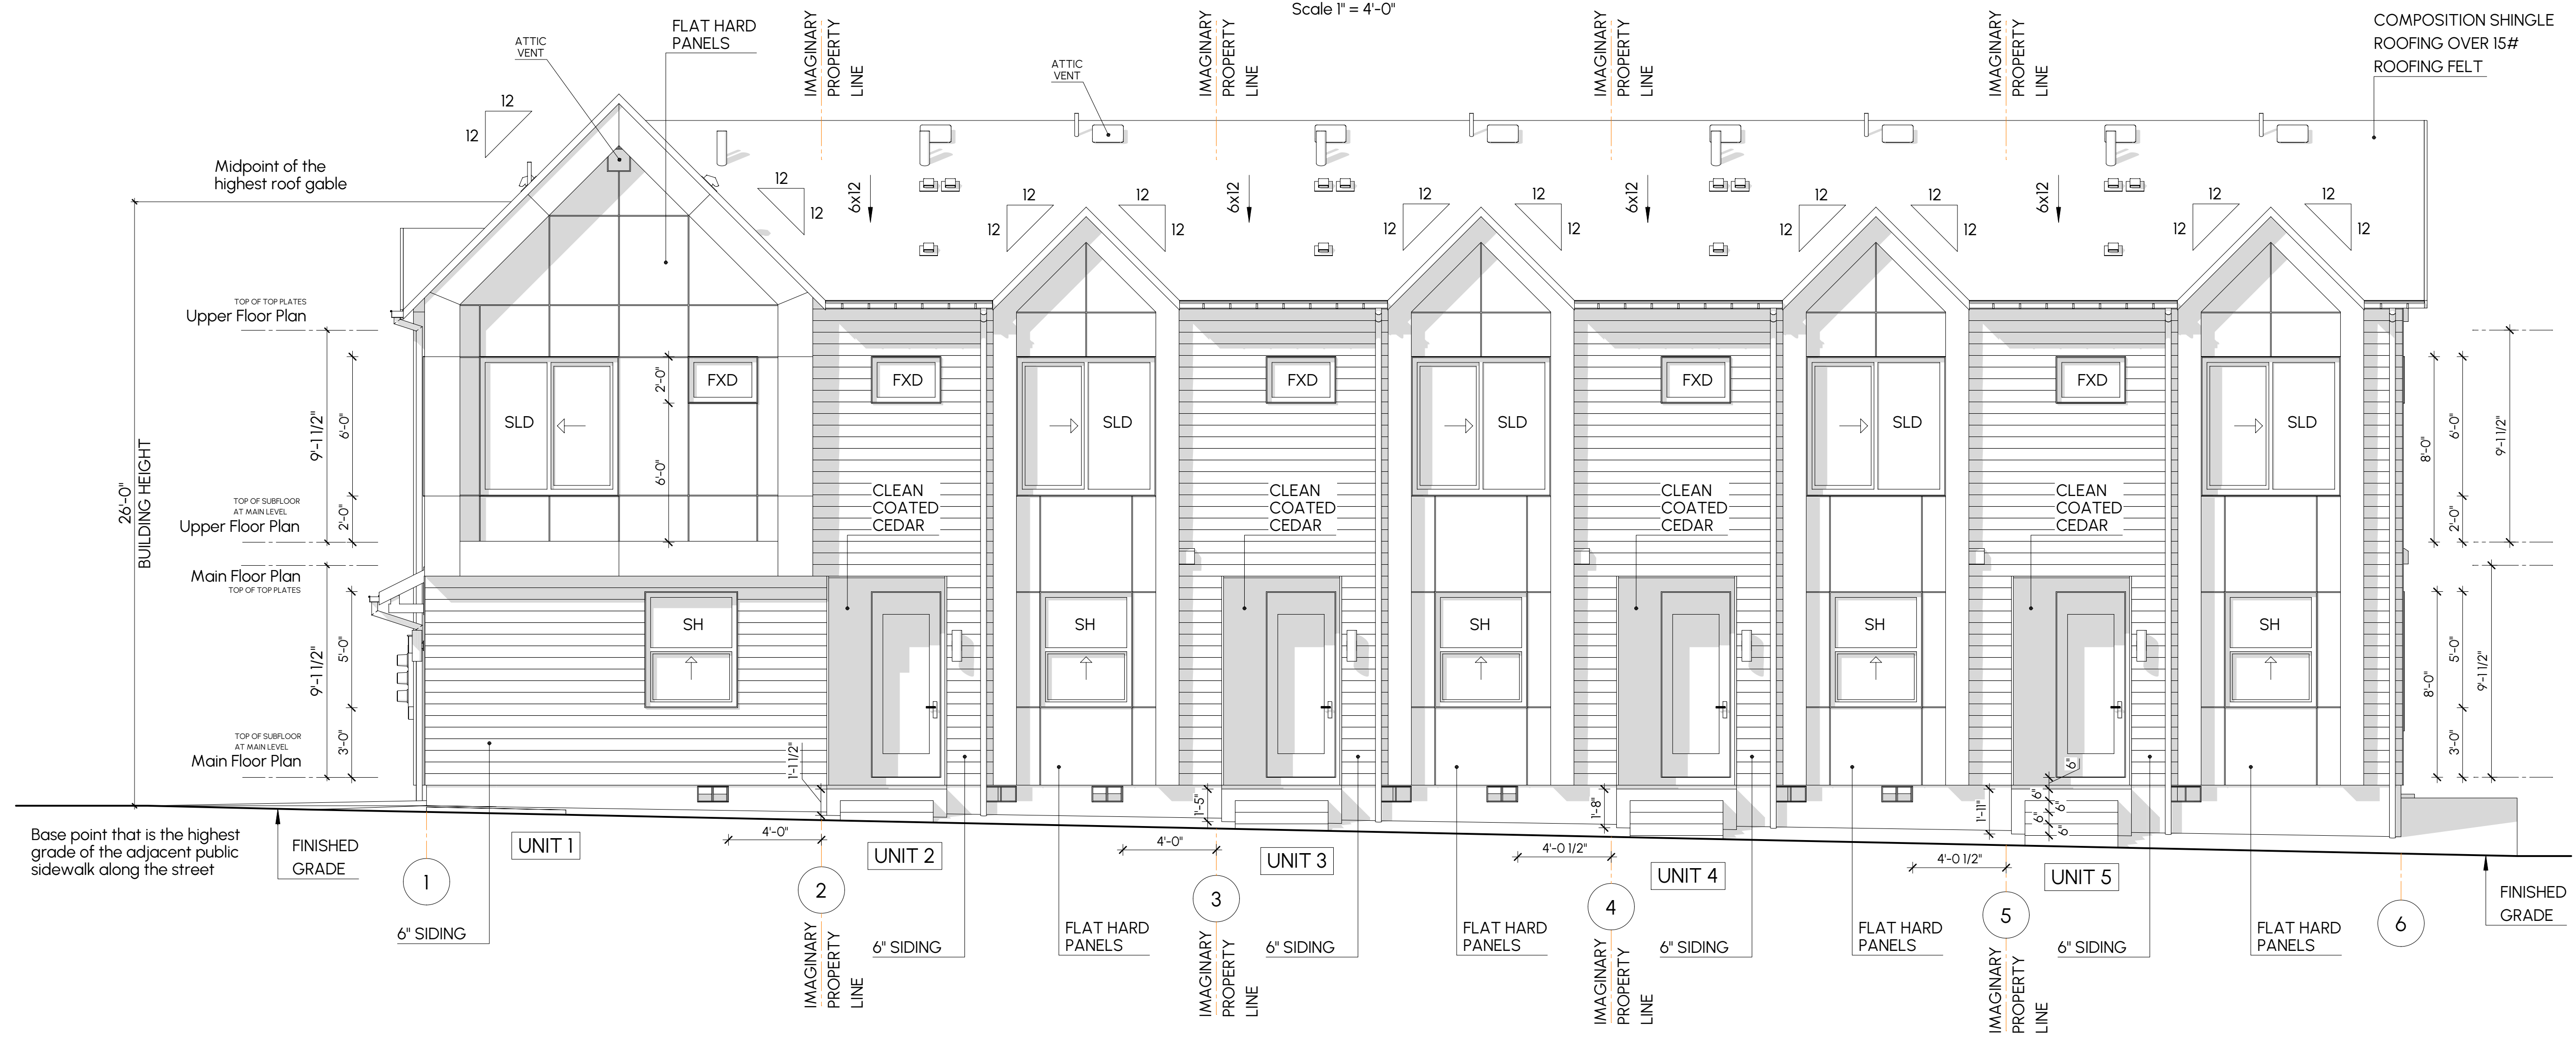 Scale 1" = 4'-0"
COMPOSITION SHINGLE
ROOFING OVER 15#
ROOFING FELT
FLAT HARD
PANELS
ATTIC
VENT
ATTIC
VENT
IMAGINARY
PROPERTY
LINE
IMAGINARY
PROPERTY
LINE
IMAGINARY
PROPERTY
LINE
IMAGINARY
PROPERTY
LINE
12
12
Midpoint of the
highest roof gable
12
12
6x12
12
12
12
12
6x12
12
12
12
12
6x12
12
12
12
12
6x12
12
12
12
12
TOP OF TOP PLATES
Upper Floor Plan
9'-1 1/2"
6'-0"
2'-0"
26'-0"
BUILDING HEIGHT
TOP OF SUBFLOOR
AT MAIN LEVEL
Upper Floor Plan
Main Floor Plan
TOP OF TOP PLATES
9'-1 1/2"
5'-0"
3'-0"
TOP OF SUBFLOOR
AT MAIN LEVEL
Main Floor Plan
SLD
2'-0"
6'-0"
FXD
FXD
SLD
FXD
SLD
FXD
SLD
FXD
SLD
CLEAN
COATED
CEDAR
CLEAN
COATED
CEDAR
CLEAN
COATED
CEDAR
CLEAN
COATED
CEDAR
SH
SH
SH
SH
SH
8'-0"
6'-0"
2'-0"
9'-1 1/2"
8'-0"
5'-0"
3'-0"
9'-1 1/2"
1'-1 1/2"
1'-5"
1'-8"
1'-11"
6"
6"
6"
6"
6"
Base point that is the highest
grade of the adjacent public
sidewalk along the street
FINISHED
GRADE
UNIT 1
4'-0"
UNIT 2
4'-0"
UNIT 3
4'-0 1/2"
UNIT 4
4'-0 1/2"
UNIT 5
1
2
3
4
5
6
FINISHED
GRADE
6" SIDING
6" SIDING
FLAT HARD
PANELS
6" SIDING
FLAT HARD
PANELS
6" SIDING
FLAT HARD
PANELS
6" SIDING
FLAT HARD
PANELS
IMAGINARY
PROPERTY
LINE
IMAGINARY
PROPERTY
LINE
IMAGINARY
PROPERTY
LINE
IMAGINARY
PROPERTY
LINE